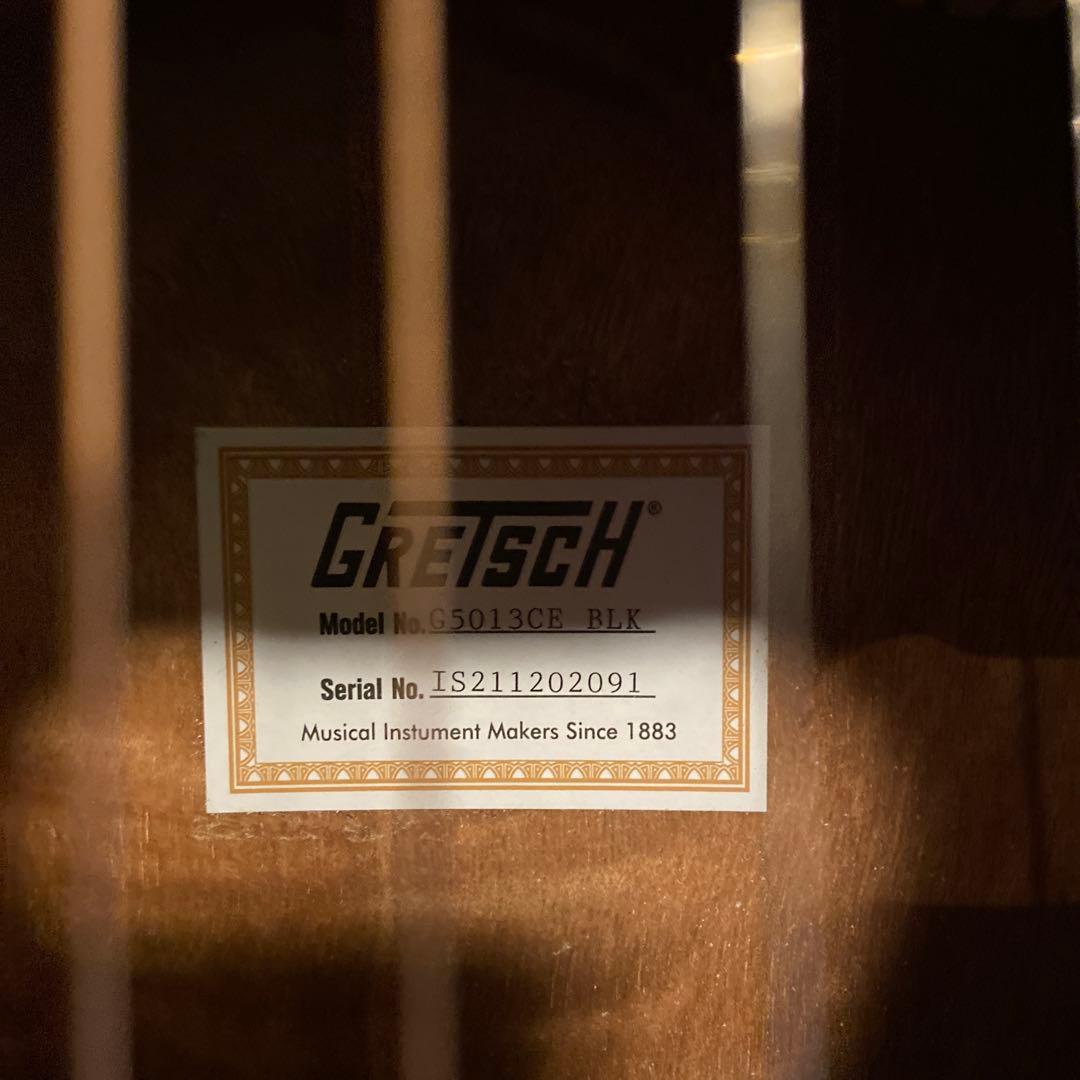 GRETSCH®
Model No. G5013CE BLK
Serial No. IS211202091
Musical Instument Makers Since 1883